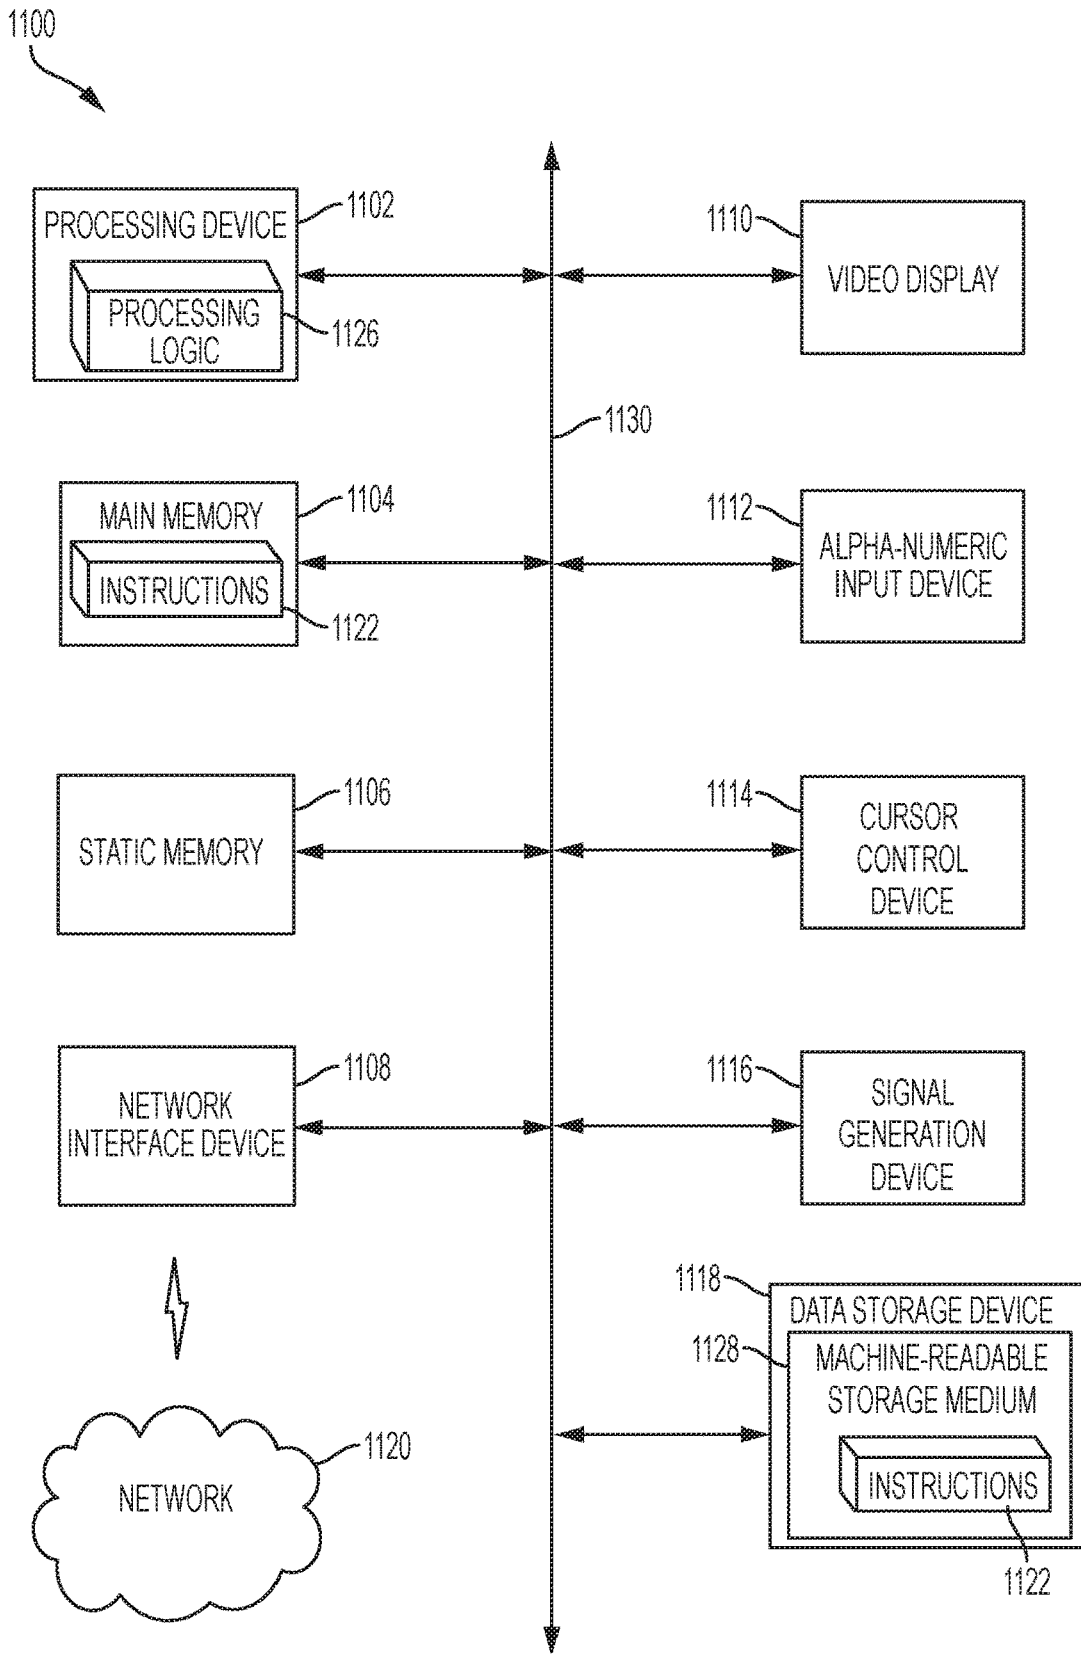 1100
PROCESSING DEVICE
1102
PROCESSING
LOGIC
1126
1110
VIDEO DISPLAY
1130
MAIN MEMORY
1104
INSTRUCTIONS
1122
1112
ALPHA-NUMERIC
INPUT DEVICE
STATIC MEMORY
1106
1114
CURSOR
CONTROL
DEVICE
NETWORK
INTERFACE DEVICE
1108
1116
SIGNAL
GENERATION
DEVICE
1118
DATA STORAGE DEVICE
1128
MACHINE-READABLE
STORAGE MEDIUM
INSTRUCTIONS
1122
NETWORK
1120